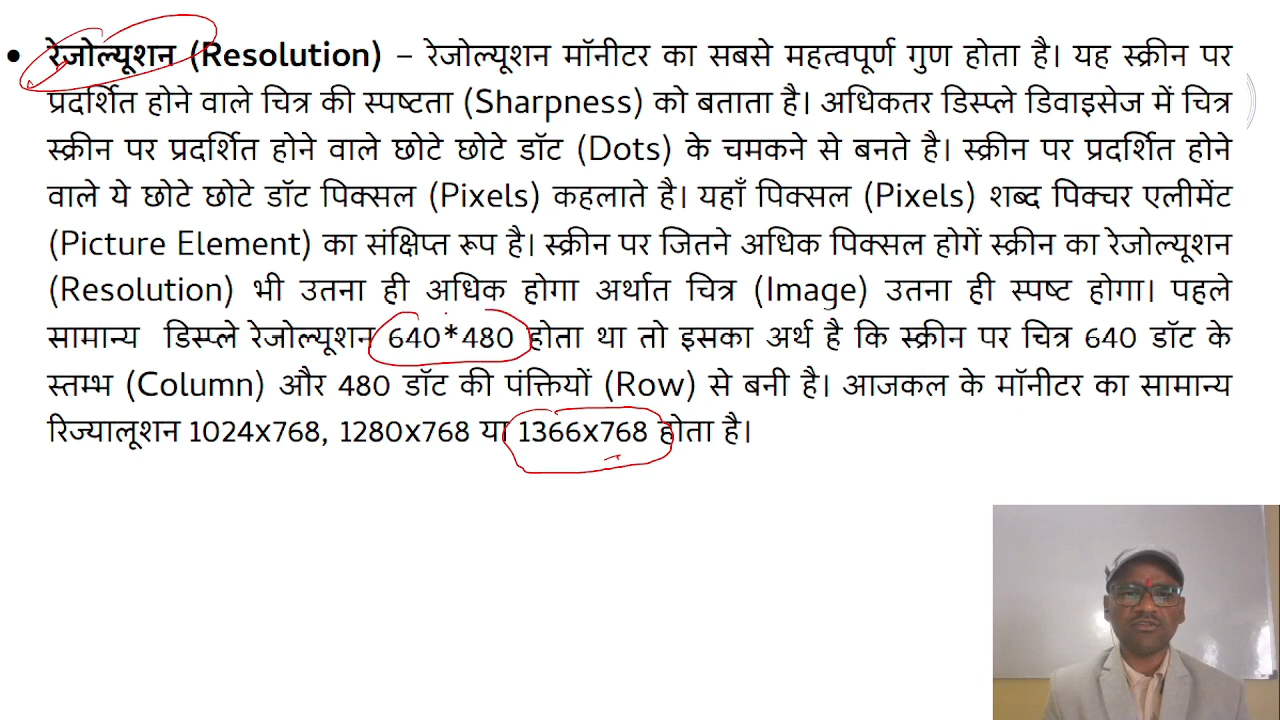 • रेजोल्यूशन (Resolution) – रेजोल्यूशन मॉनीटर का सबसे महत्वपूर्ण गुण होता है। यह स्क्रीन पर
प्रदर्शित होने वाले चित्र की स्पष्टता (Sharpness) को बताता है। अधिकतर डिस्प्ले डिवाइसेज में चित्र
स्क्रीन पर प्रदर्शित होने वाले छोटे छोटे डॉट (Dots) के चमकने से बनते है। स्क्रीन पर प्रदर्शित होने
वाले ये छोटे छोटे डॉट पिक्सल (Pixels) कहलाते है। यहाँ पिक्सल (Pixels) शब्द पिक्चर एलीमेंट
(Picture Element) का संक्षिप्त रूप है। स्क्रीन पर जितने अधिक पिक्सल होगें स्क्रीन का रेजोल्यूशन
(Resolution) भी उतना ही अधिक होगा अर्थात चित्र (Image) उतना ही स्पष्ट होगा। पहले
सामान्य डिस्प्ले रेजोल्यूशन 640*480 होता था तो इसका अर्थ है कि स्क्रीन पर चित्र 640 डॉट के
स्तम्भ (Column) और 480 डॉट की पंक्तियों (Row) से बनी है। आजकल के मॉनीटर का सामान्य
रिज्यालूशन 1024x768, 1280x768 या 1366x768 होता है।